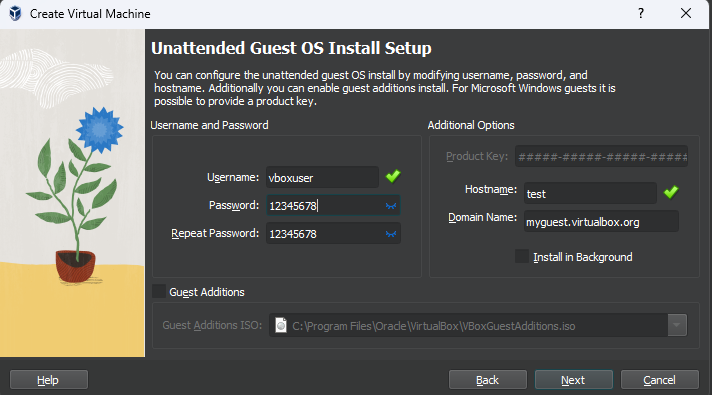 Create Virtual Machine
?
Unattended Guest OS Install Setup
You can configure the unattended guest OS install by modifying username, password, and
hostname. Additionally you can enable guest additions install. For Microsoft Windows guests it is
possible to provide a product key.
Username and Password
Username: vboxuser
Password: 12345678
Repeat Password: 12345678
Additional Options
Product Key: #####-#####-#####-#####
Hostname: test
Domain Name: myguest.virtualbox.org
Install in Background
Guest Additions
Guest Additions ISO: C:\Program Files\Oracle\VirtualBox\VBoxGuestAdditions.iso
Help
Back
Next
Cancel